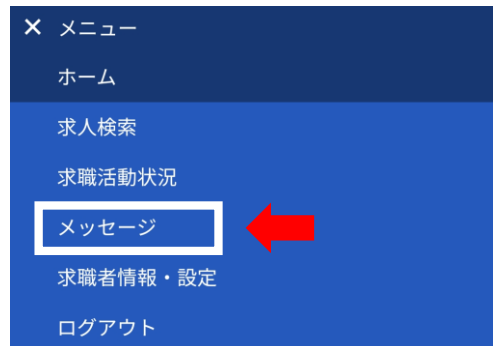 × メニュー
ホーム
求人検索
求職活動状況
メッセージ
求職者情報・設定
ログアウト